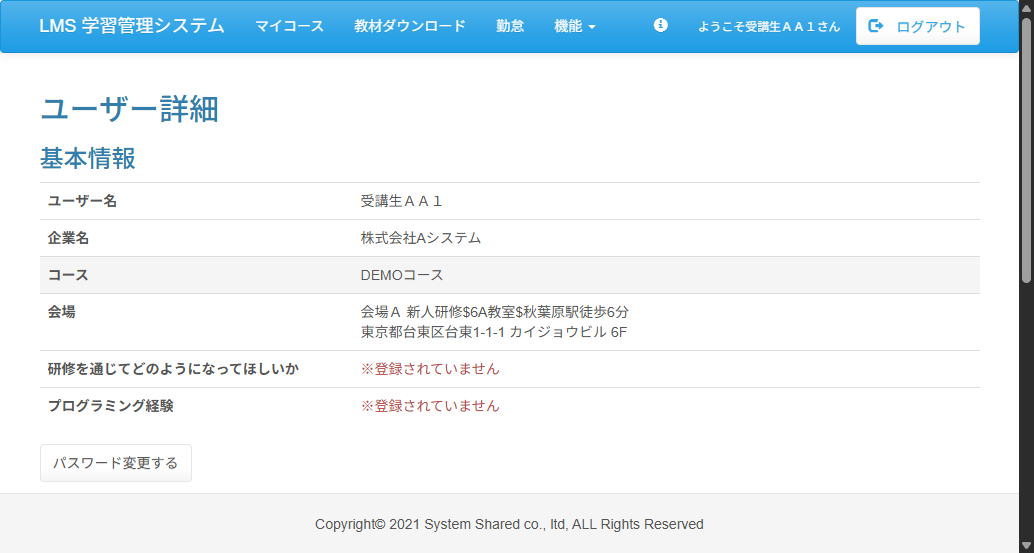 LMS 学習管理システム マイコース 教材ダウンロード 勤怠 機能 ようこそ受講生ＡＡ１さん ログアウト
ユーザー詳細
基本情報
ユーザー名 受講生ＡＡ１
企業名 株式会社Aシステム
コース DEMOコース
会場 会場Ａ 新人研修$6A教室$秋葉原駅徒歩6分
東京都台東区台東1-1-1 カイジョウビル 6F
研修を通じてどのようになってほしいか ※登録されていません
プログラミング経験 ※登録されていません
パスワード変更する
Copyright© 2021 System Shared co., ltd, ALL Rights Reserved